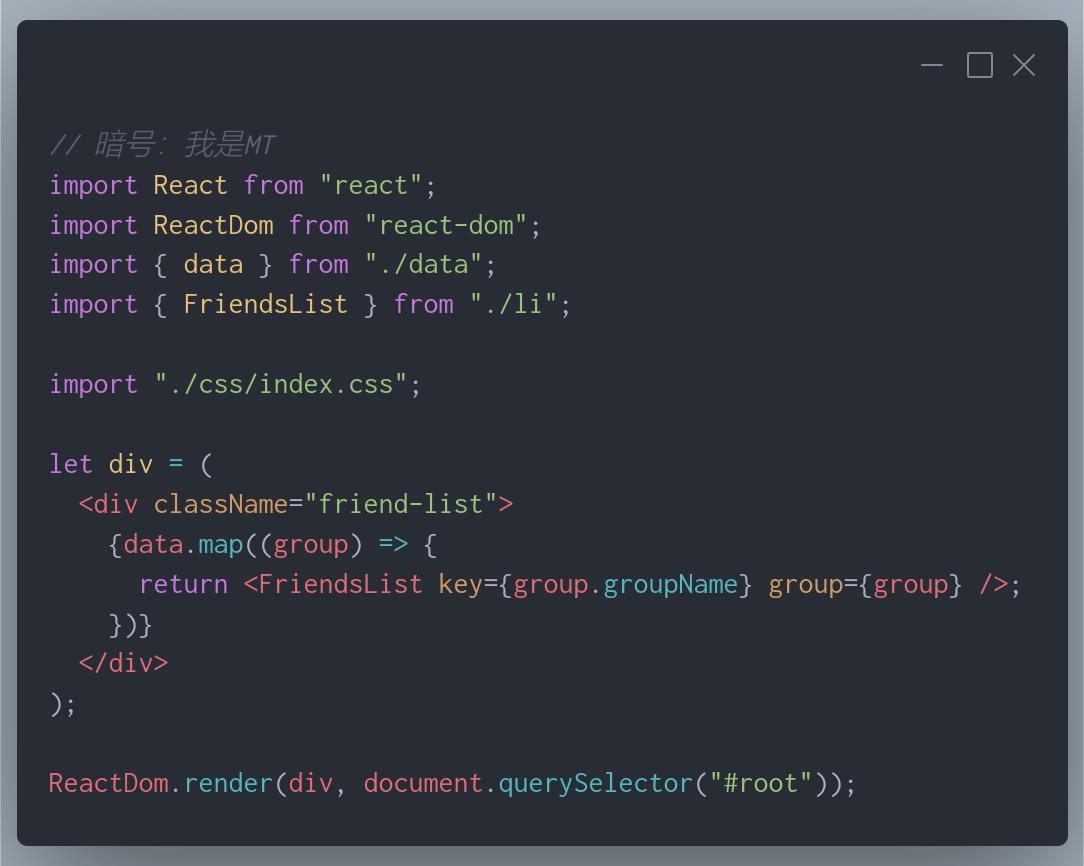 // 暗号：我是MT
import React from "react";
import ReactDom from "react-dom";
import { data } from "./data";
import { FriendsList } from "./li";
import "./css/index.css";
let div = (
  <div className="friend-list">
    {data.map((group) => {
      return <FriendsList key={group.groupName} group={group} />;
    })}
  </div>
);
ReactDom.render(div, document.querySelector("#root"));